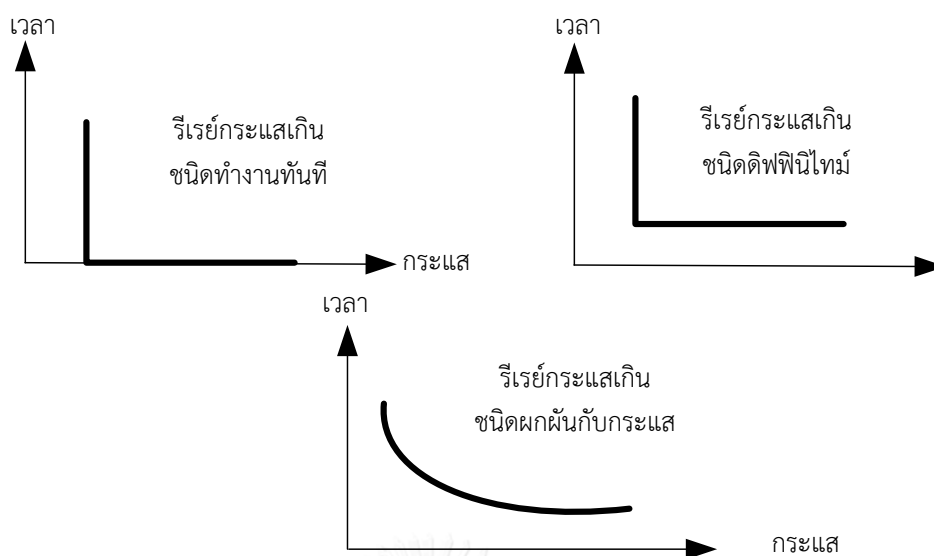 เวลา
รีเรย์กระแสเกิน
ชนิดทำงานทันที
กระแส
เวลา
รีเรย์กระแสเกิน
ชนิดดิฟฟินิไทม์
เวลา
รีเรย์กระแสเกิน
ชนิดผกผันกับกระแส
กระแส